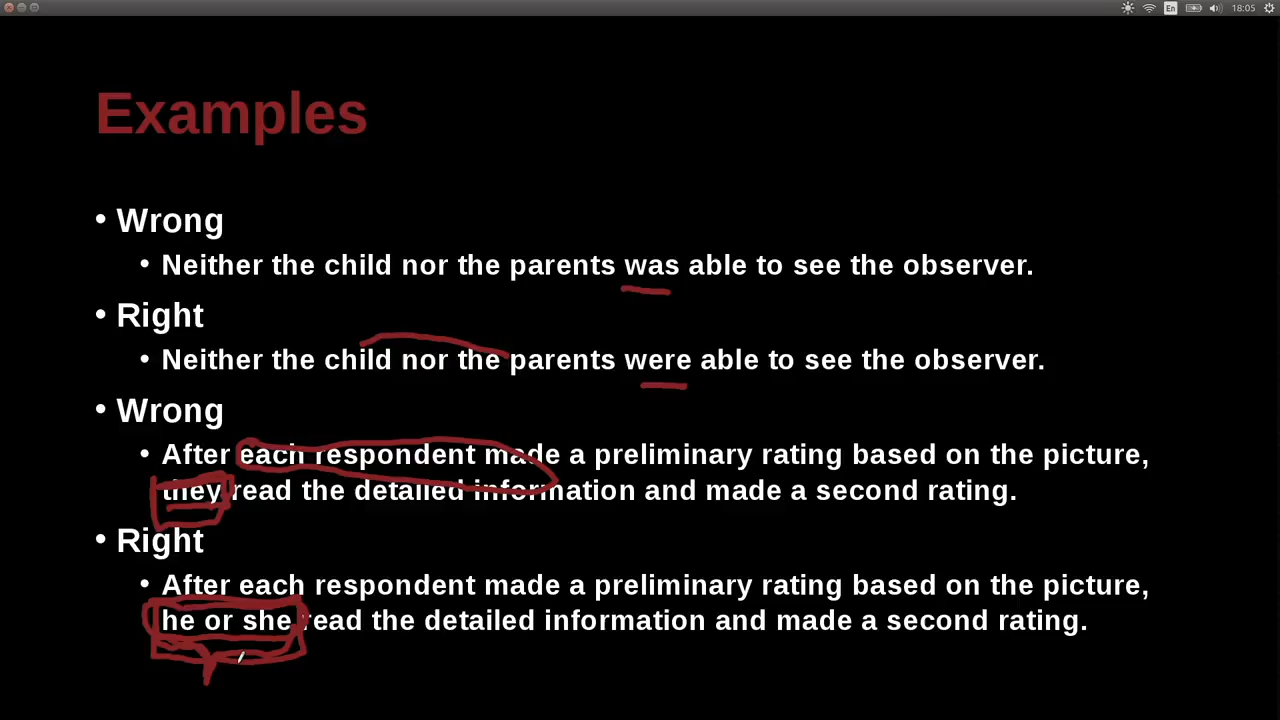 En 18:05
Examples
• Wrong
• Neither the child nor the parents was able to see the observer.
• Right
• Neither the child nor the parents were able to see the observer.
• Wrong
• After each respondent made a preliminary rating based on the picture,
they read the detailed information and made a second rating.
• Right
• After each respondent made a preliminary rating based on the picture,
he or she read the detailed information and made a second rating.